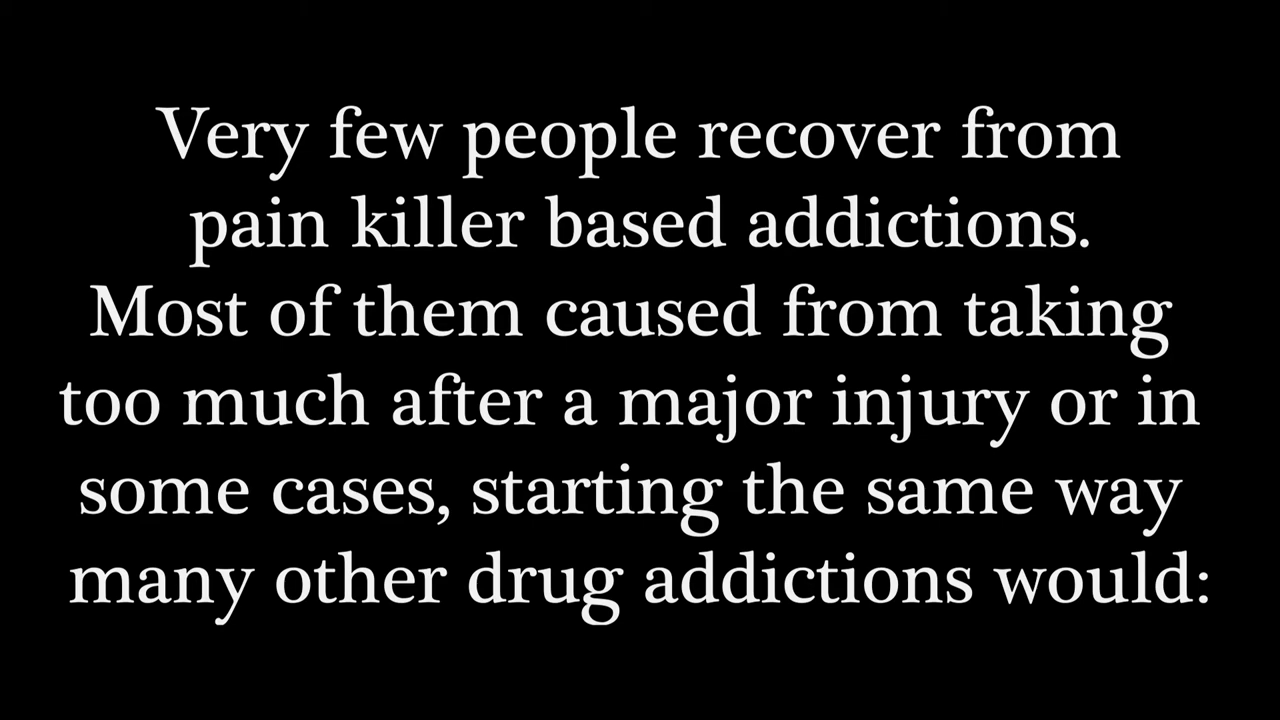 Very few people recover from
pain killer based addictions.
Most of them caused from taking
too much after a major injury or in
some cases, starting the same way
many other drug addictions would: